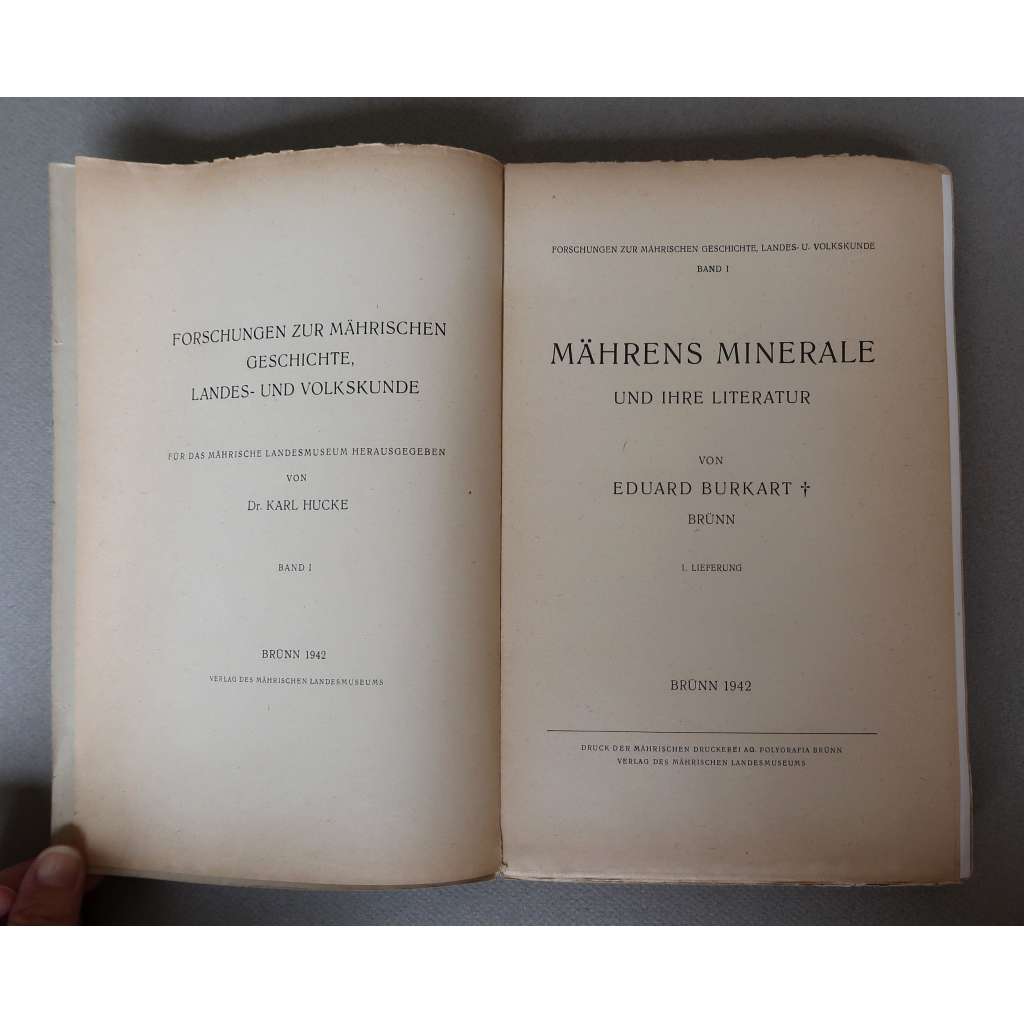 FORSCHUNGEN ZUR MÄHRISCHEN
GESCHICHTE,
LANDES- UND VOLKSKUNDE
FÜR DAS MÄHRISCHE LANDESMUSEUM HERAUSGEGEBEN
VON
Dr. KARL HUCKE
BAND I
BRÜNN 1942
VERLAG DES MÄHRISCHEN LANDESMUSEUMS
FORSCHUNGEN ZUR MÄHRISCHEN GESCHICHTE, LANDES- U- VOLKSKUNDE
BAND I
MÄHRENS MINERALE
UND IHRE LITERATUR
VON
EDUARD BURKART †
BRÜNN
1. LIEFERUNG
BRÜNN 1942
DRUCK DER MÄHRISCHEN DRUCKEREI AG. POLYGRAFIA BRÜNN
VERLAG DES MÄHRISCHEN LANDESMUSEUMS